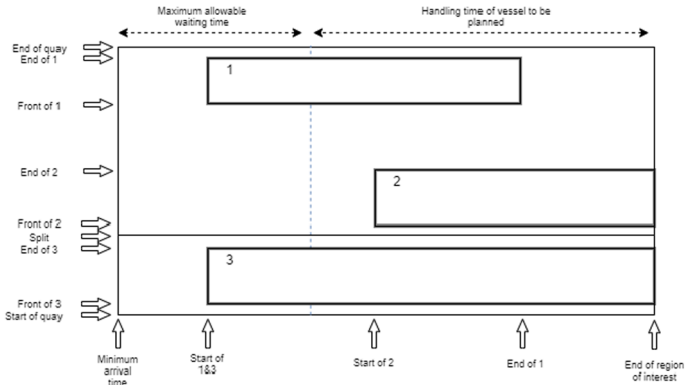 Maximum allowable
waiting time
Handling time of vessel to be
planned
End of quay
End of 1
1
Front of 1
End of 2
2
Front of 2
Split
End of 3
3
Front of 3
Start of quay
Minimum
arrival
time
Start of
1&3
Start of 2
End of 1
End of region
of interest